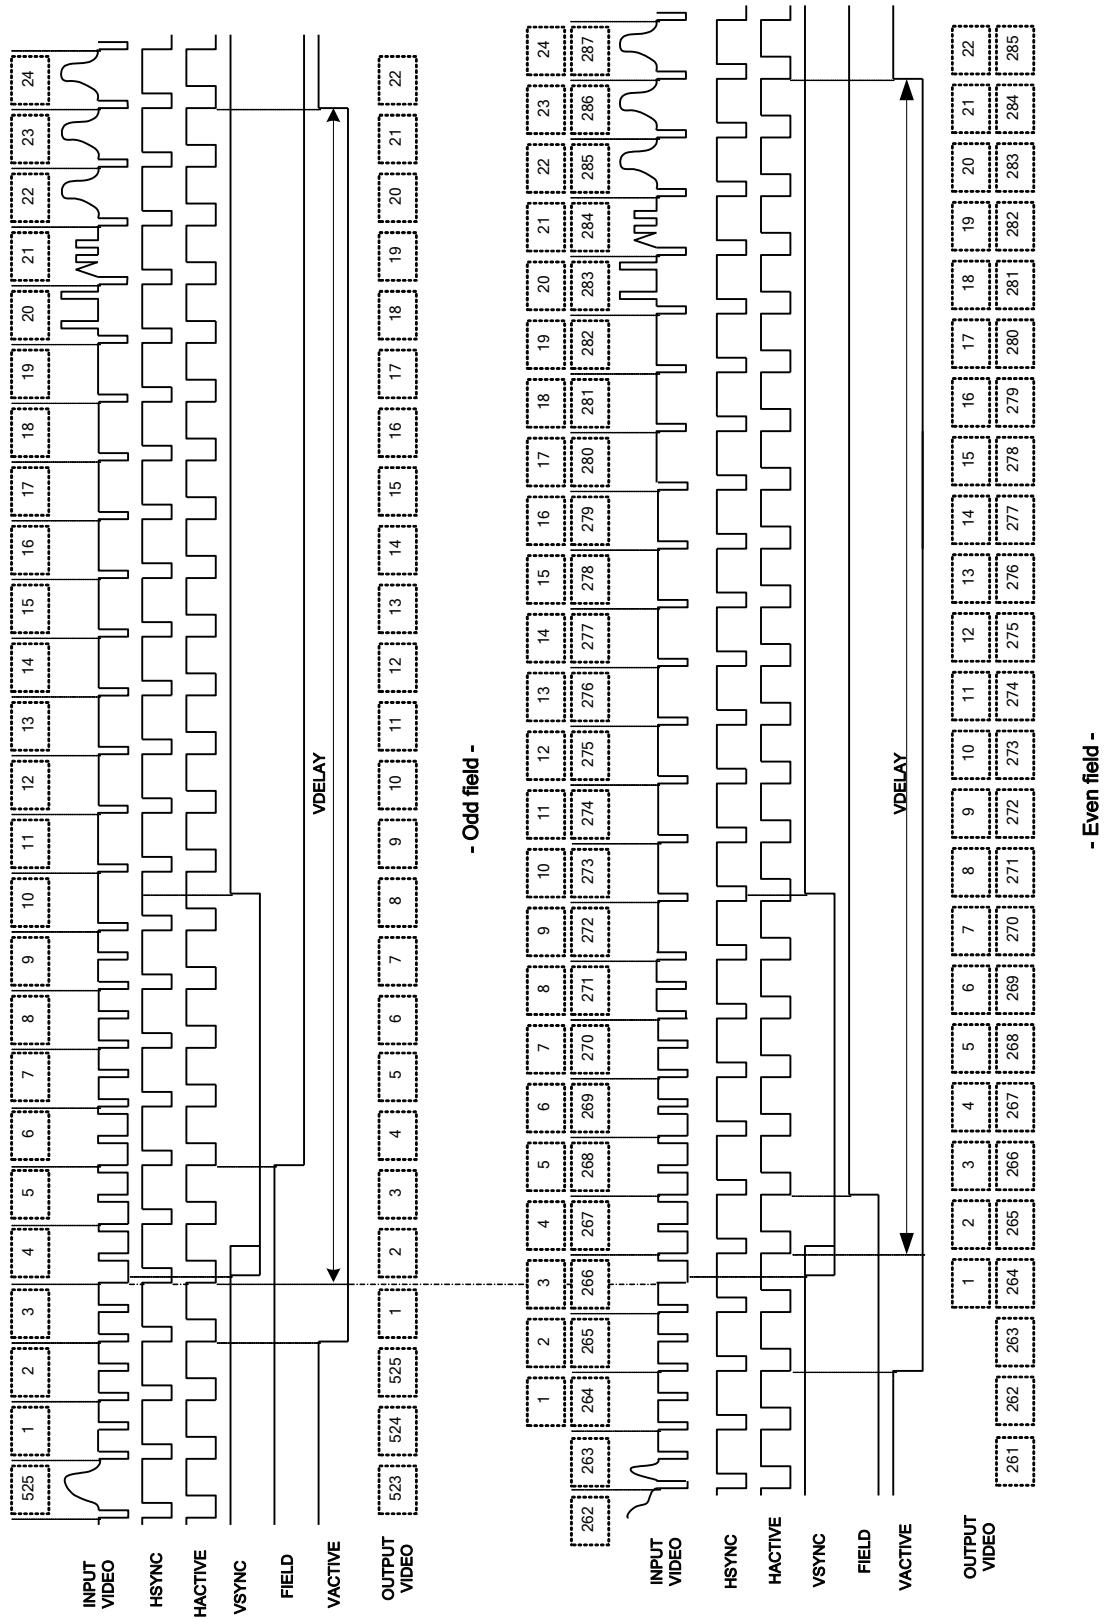 525 1 2 3 4 5 6 7 8 9 10 11 12 13 14 15 16 17 18 19 20 21 22 23 24
INPUT
VIDEO
HSYNC
HACTIVE
VSYNC
FIELD
VDELAY
VACTIVE
OUTPUT
VIDEO
523 524 525 1 2 3 4 5 6 7 8 9 10 11 12 13 14 15 16 17 18 19 20 21 22
- Odd field -
1 2 3 4 5 6 7 8 9 10 11 12 13 14 15 16 17 18 19 20 21 22 23 24
262 263 264 265 266 267 268 269 270 271 272 273 274 275 276 277 278 279 280 281 282 283 284 285 286 287
INPUT
VIDEO
HSYNC
HACTIVE
VSYNC
FIELD
VDELAY
VACTIVE
OUTPUT
VIDEO
1 2 3 4 5 6 7 8 9 10 11 12 13 14 15 16 17 18 19 20 21 22
261 262 263 264 265 266 267 268 269 270 271 272 273 274 275 276 277 278 279 280 281 282 283 284 285
- Even field -